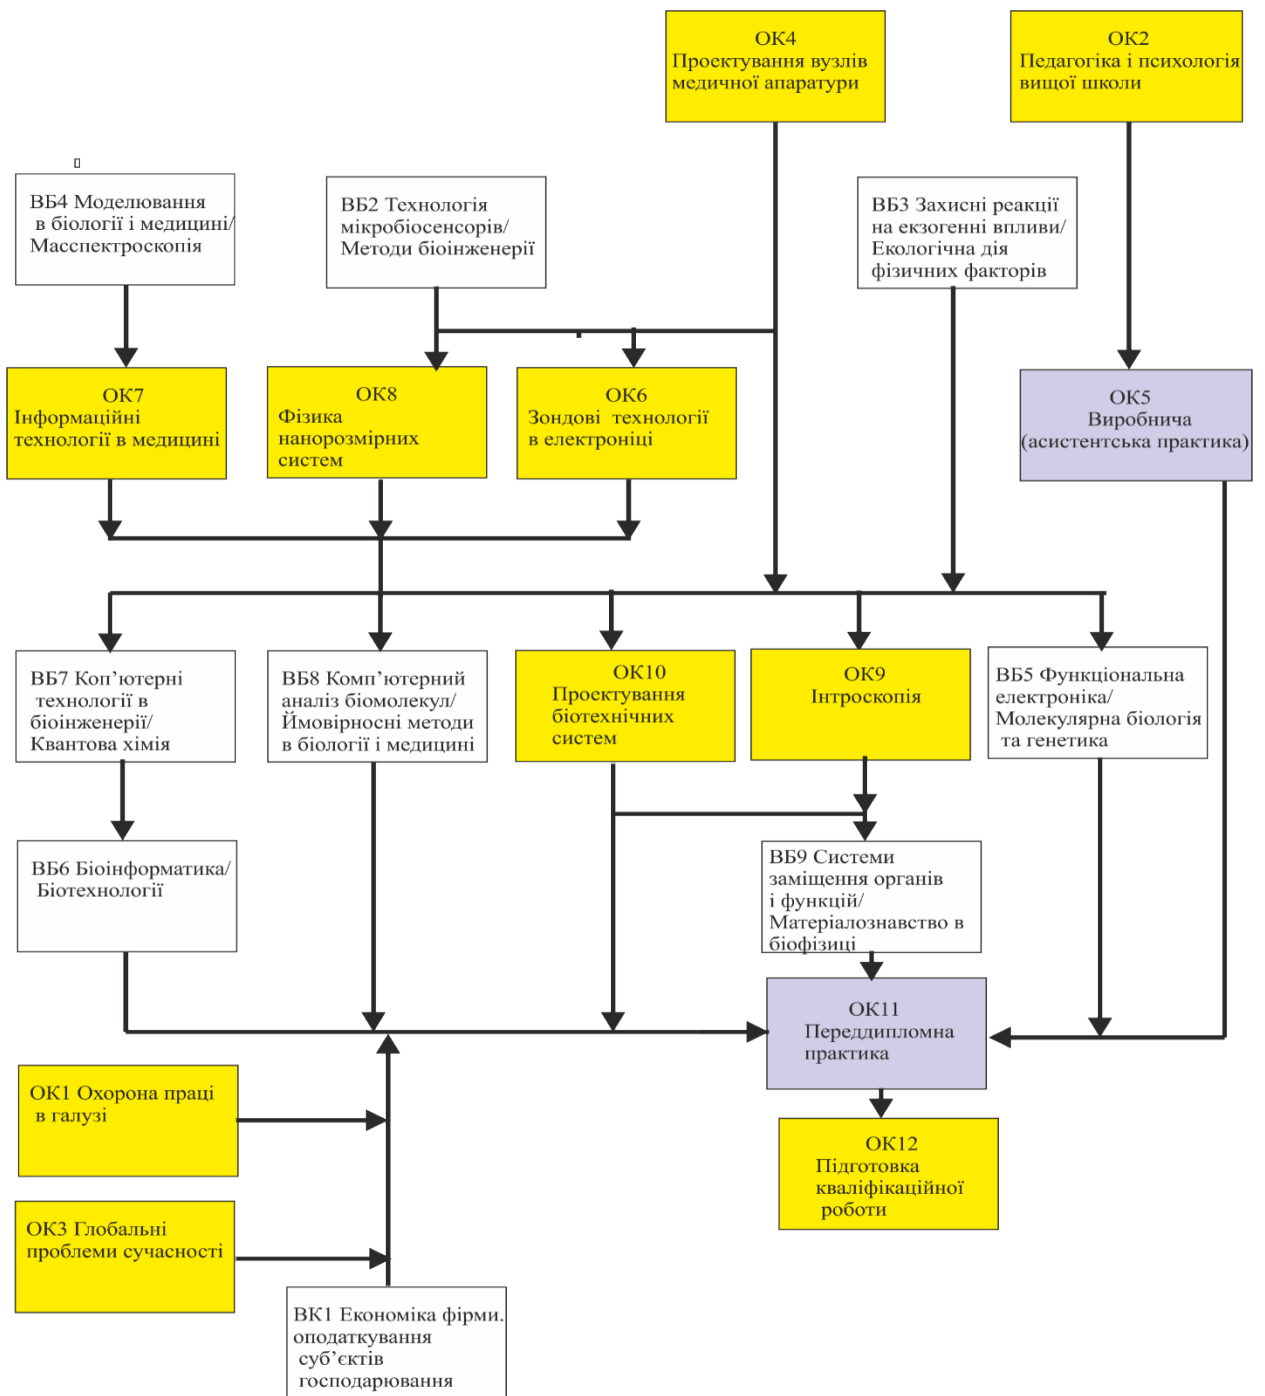 ОК4
Проектування вузлів
медичної апаратури
ОК2
Педагогіка і психологія
вищої школи
ВБ4 Моделювання
в біології і медицині/
Масспектроскопія
ВБ2 Технологія
мікробіосенсорів/
Методи біоінженерії
ВБ3 Захисні реакції
на екзогенні впливи/
Екологічна дія
фізичних факторів
ОК7
Інформаційні
технології в медицині
ОК8
Фізика
нанорозмірних
систем
ОК6
Зондові технології
в електроніці
ОК5
Виробнича
(асистентська практика)
ВБ7 Коп’ютерні
технології в
біоінженерії/
Квантова хімія
ВБ8 Комп’ютерний
аналіз біомолекул/
Ймовірносні методи
в біології і медицині
ОК10
Проектування
біотехнічних
систем
ОК9
Інтроскопія
ВБ5 Функціональна
електроніка/
Молекулярна біологія
та генетика
ВБ6 Біоінформатика/
Біотехнології
ВБ9 Системи
заміщення органів
і функцій/
Матеріалознавство в
біофізиці
ОК11
Переддипломна
практика
ОК1 Охорона праці
в галузі
ОК12
Підготовка
кваліфікаційної
роботи
ОК3 Глобальні
проблеми сучасності
ВК1 Економіка фірми.
оподаткування
суб’єктів
господарювання